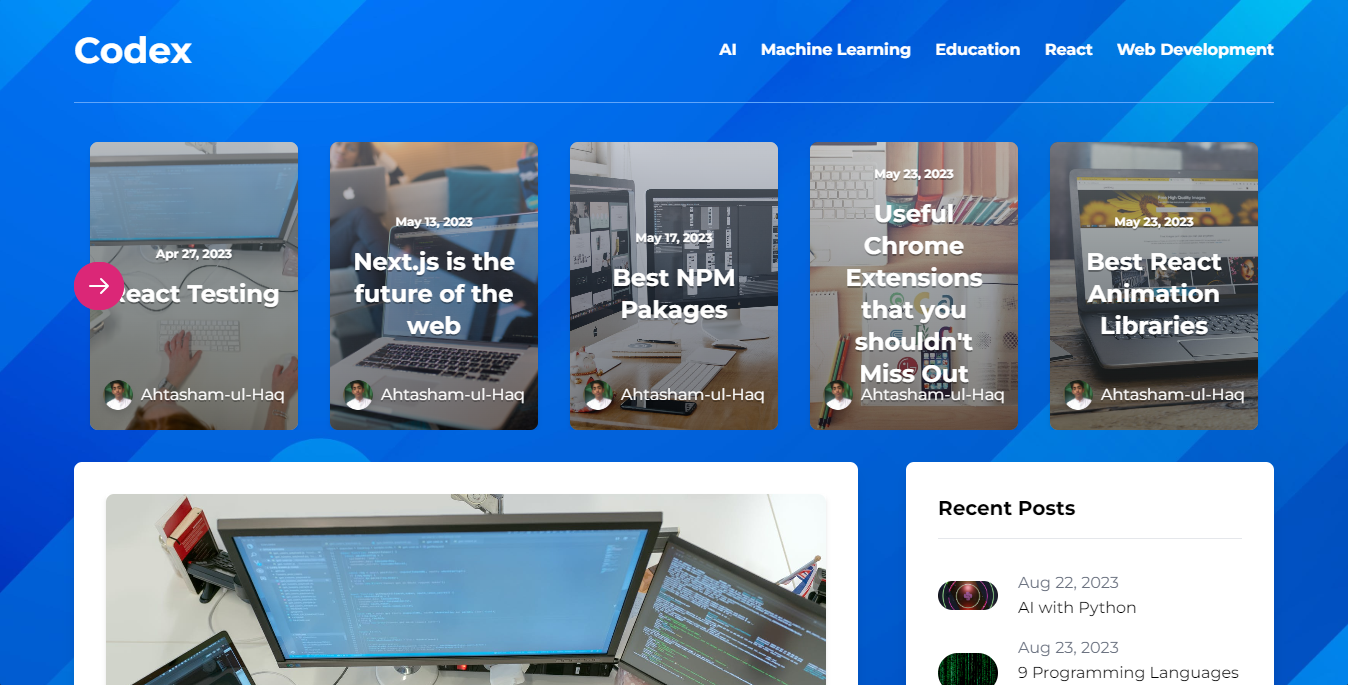 Codex
AI Machine Learning Education React Web Development
Apr 27, 2023
React Testing
Ahtasham-ul-Haq
May 13, 2023
Next.js is the
future of the
web
Ahtasham-ul-Haq
May 17, 2023
Best NPM
Pakages
Ahtasham-ul-Haq
May 23, 2023
Useful
Chrome
Extensions
that you
shouldn't
Miss Out
Ahtasham-ul-Haq
May 23, 2023
Best React
Animation
Libraries
Ahtasham-ul-Haq
Recent Posts
Aug 22, 2023
AI with Python
Aug 23, 2023
9 Programming Languages